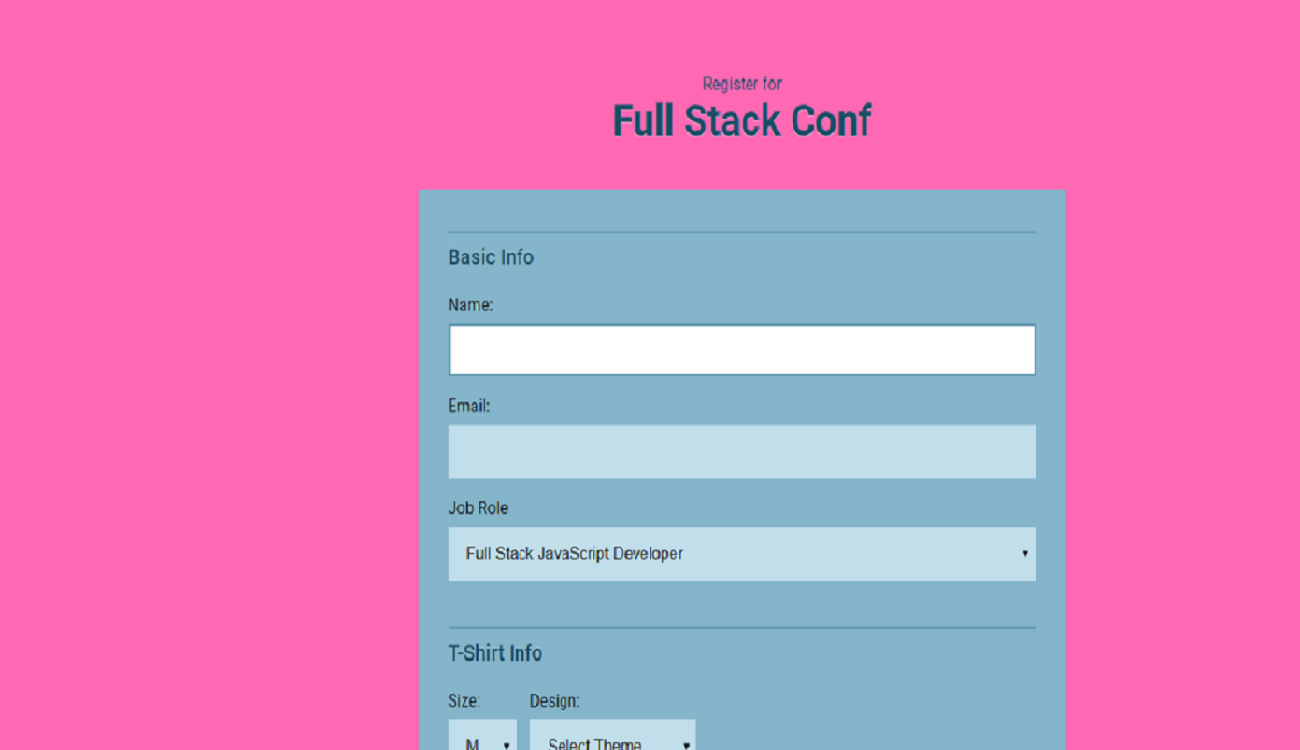 Register for
Full Stack Conf
Basic Info
Name:
Email:
Job Role
Full Stack JavaScript Developer
T-Shirt Info
Size: Design:
M Select Theme